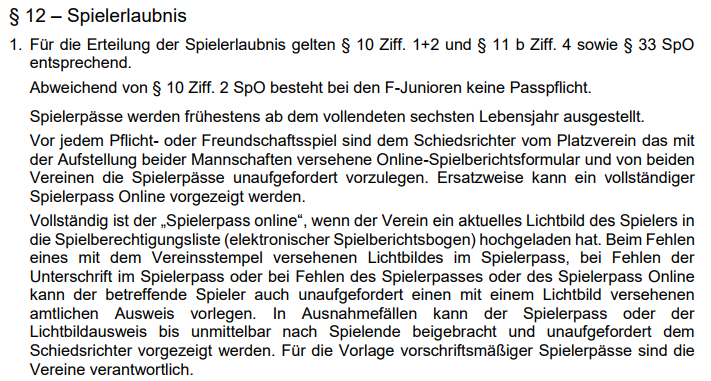 § 12 – Spielerlaubnis
1. Für die Erteilung der Spielerlaubnis gelten § 10 Ziff. 1+2 und § 11 b Ziff. 4 sowie § 33 SpO
entsprechend.
Abweichend von § 10 Ziff. 2 SpO besteht bei den F-Junioren keine Passpflicht.
Spielerpässe werden frühestens ab dem vollendeten sechsten Lebensjahr ausgestellt.
Vor jedem Pflicht- oder Freundschaftsspiel sind dem Schiedsrichter vom Platzverein das mit
der Aufstellung beider Mannschaften versehene Online-Spielberichtsformular und von beiden
Vereinen die Spielerpässe unaufgefordert vorzulegen. Ersatzweise kann ein vollständiger
Spielerpass Online vorgezeigt werden.
Vollständig ist der „Spielerpass online“, wenn der Verein ein aktuelles Lichtbild des Spielers in
die Spielberechtigungsliste (elektronischer Spielberichtsbogen) hochgeladen hat. Beim Fehlen
eines mit dem Vereinsstempel versehenen Lichtbildes im Spielerpass, bei Fehlen der
Unterschrift im Spielerpass oder bei Fehlen des Spielerpasses oder des Spielerpass Online
kann der betreffende Spieler auch unaufgefordert einen mit einem Lichtbild versehenen
amtlichen Ausweis vorlegen. In Ausnahmefällen kann der Spielerpass oder der
Lichtbildausweis bis unmittelbar nach Spielende beigebracht und unaufgefordert dem
Schiedsrichter vorgezeigt werden. Für die Vorlage vorschriftsmäßiger Spielerpässe sind die
Vereine verantwortlich.